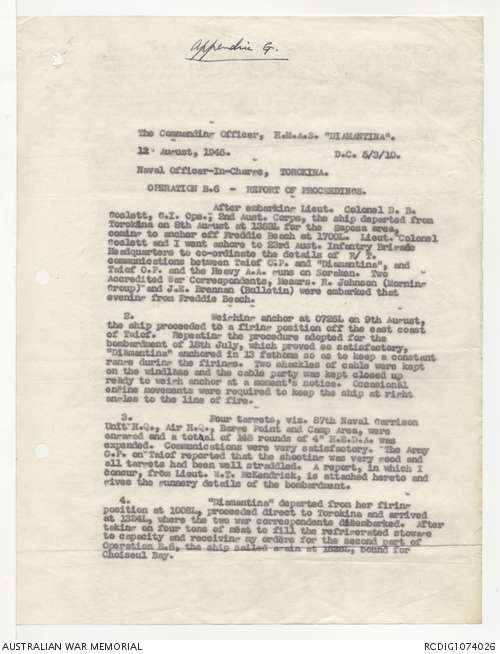 Appendix G.
The Commanding Officer, H.M.A.S. "DIAMANTINA".
12 August, 1945. D.C. 5/3/10.
Naval Officer-In-Charge, TOROKINA.
OPERATION B.6 - REPORT OF PROCEEDINGS.
After embarking Lieut. Colonel D. B.
Coslett, G.I. Ops., 2nd Aust. Corps, the ship departed from
Torokina on 8th August at 1352L for the Saposa area,
coming to anchor off Freddie Beach at 1700L. Lieut. Colonel
Coslett and I went ashore to 23rd Aust. Infantry Brigade
Headquarters to co-ordinate the details of R/T.
communications between Taiof O.P. and "Diamantina", and
Taiof O.P. and the Heavy A.A. guns on Soraken. Two
Accredited War Correspondents, Messrs. R. Johnson (Morning
Group) and J.E. Brennan (Bulletin) were embarked that
evening from Freddie Beach.
2. Weighing anchor at 0726L on 9th August,
the ship proceeded to a firing position off the east coast
of Taiof. Repeating the procedure adopted for the
bombardment of 18th July, which proved so satisfactory,
"Diamantina" anchored in 13 fathoms so as to keep a constant
range during the firings. Two shackles of cable were kept
on the windlass and the cable party was kept closed up
ready to weigh anchor at a moment's notice. Occasional
engine movements were required to keep the ship at right
angles to the line of fire.
3. Four targets, viz. 87th Naval Garrison
Unit H.Q., Air H.Q., Barge Point and Camp Area, were
engaged and a total of 148 rounds of 4" H.E.D.A. was
expended. Communications were very satisfactory. The Army
O.P. on Taiof reported that the shooting was very good and
all targets had been well straddled. A report, in which I
concur, from Lieut. M.T. McKendrick, is attached hereto and
gives the gunnery details of the bombardment.
4. "Diamantina" departed from her firing
position at 1005L, proceeded direct to Torokina and arrived
at 1324L, where the two war correspondents disembarked. After
taking on four tons of meat to fill the refrigerated stowage
to capacity and receiving my orders for the second part of
Operation B.6, the ship sailed again at 1828L, bound for
Choiseul Bay.
AUSTRALIAN WAR MEMORIAL
RCDIG1074026